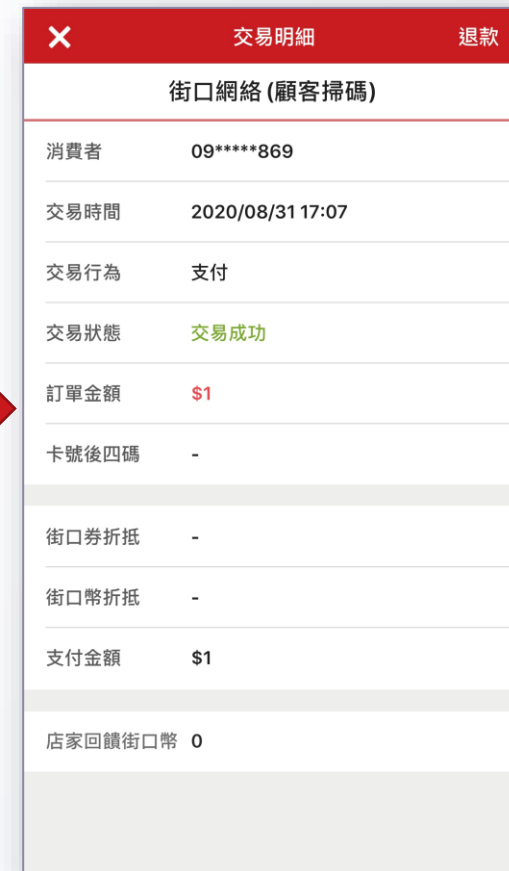 交易明細 退款
街口網絡 (顧客掃碼)
消費者 09*****869
交易時間 2020/08/31 17:07
交易行為 支付
交易狀態 交易成功
訂單金額 $1
卡號後四碼 -
街口券折抵 -
街口幣折抵 -
支付金額 $1
店家回饋街口幣 0